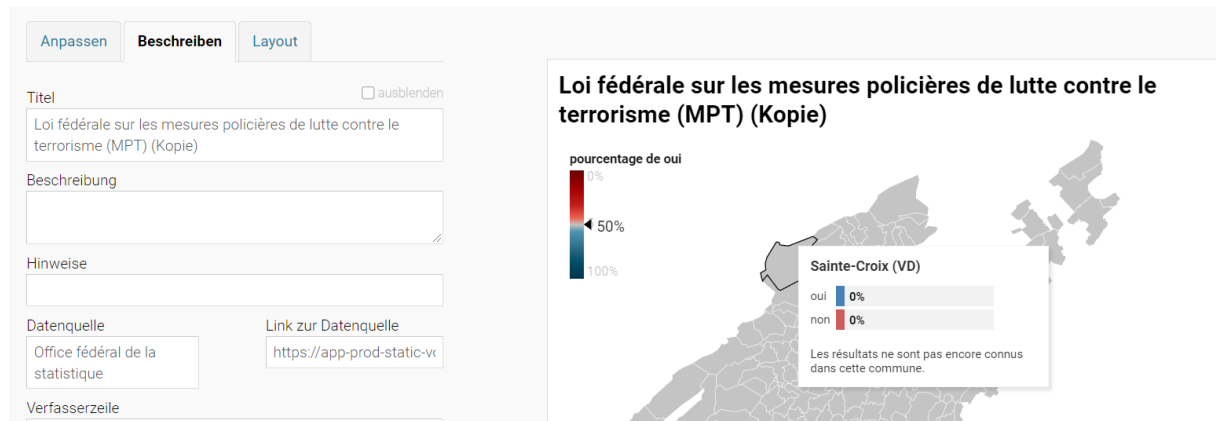 Anpassen
Beschreiben
Layout
Titel
ausblenden
Loi fédérale sur les mesures policières de lutte contre le
terrorisme (MPT) (Kopie)
Beschreibung
Hinweise
Datenquelle
Link zur Datenquelle
Office fédéral de la
statistique
https://app-prod-static-vo
Verfasserzeile
Loi fédérale sur les mesures policières de lutte contre le
terrorisme (MPT) (Kopie)
pourcentage de oui
0%
50%
100%
Sainte-Croix (VD)
oui 0%
non 0%
Les résultats ne sont pas encore connus
dans cette commune.